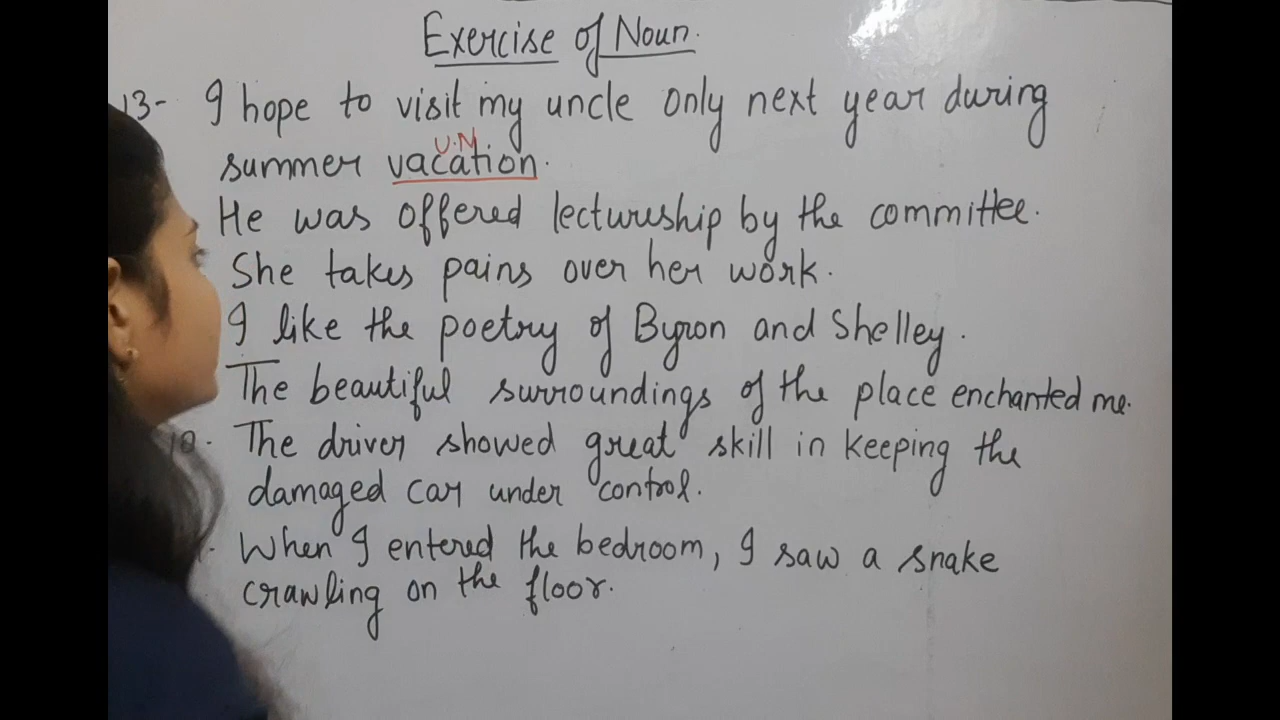 Exercise of Noun.
13- I hope to visit my uncle only next year during
U.N
summer vacation.
He was offered lectureship by the committee.
She takes pains over her work.
I like the poetry of Byron and Shelley.
The beautiful surroundings of the place enchanted me.
10. The driver showed great skill in keeping the
damaged car under control.
When I entered the bedroom, I saw a snake
crawling on the floor.